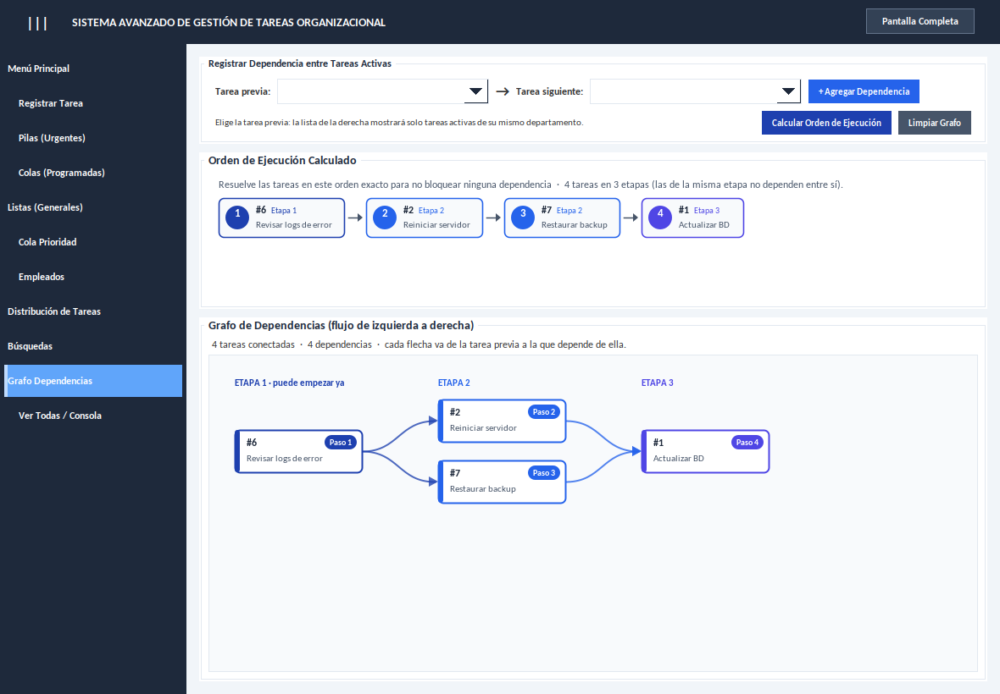 SISTEMA AVANZADO DE GESTIÓN DE TAREAS ORGANIZACIONAL
Pantalla Completa
Menú Principal
Registrar Tarea
Pilas (Urgentes)
Colas (Programadas)
Listas (Generales)
Cola Prioridad
Empleados
Distribución de Tareas
Búsquedas
Grafo Dependencias
Ver Todas / Consola
Registrar Dependencia entre Tareas Activas
Tarea previa:
→ Tarea siguiente:
+ Agregar Dependencia
Elige la tarea previa: la lista de la derecha mostrará solo tareas activas de su mismo departamento.
Calcular Orden de Ejecución
Limpiar Grafo
Orden de Ejecución Calculado
Resuelve las tareas en este orden exacto para no bloquear ninguna dependencia · 4 tareas en 3 etapas (las de la misma etapa no dependen entre sí).
1 #6 Etapa 1
Revisar logs de error
2 #2 Etapa 2
Reiniciar servidor
3 #7 Etapa 2
Restaurar backup
4 #1 Etapa 3
Actualizar BD
Grafo de Dependencias (flujo de izquierda a derecha)
4 tareas conectadas · 4 dependencias · cada flecha va de la tarea previa a la que depende de ella.
ETAPA 1 · puede empezar ya
#6 Paso 1
Revisar logs de error
ETAPA 2
#2 Paso 2
Reiniciar servidor
#7 Paso 3
Restaurar backup
ETAPA 3
#1 Paso 4
Actualizar BD